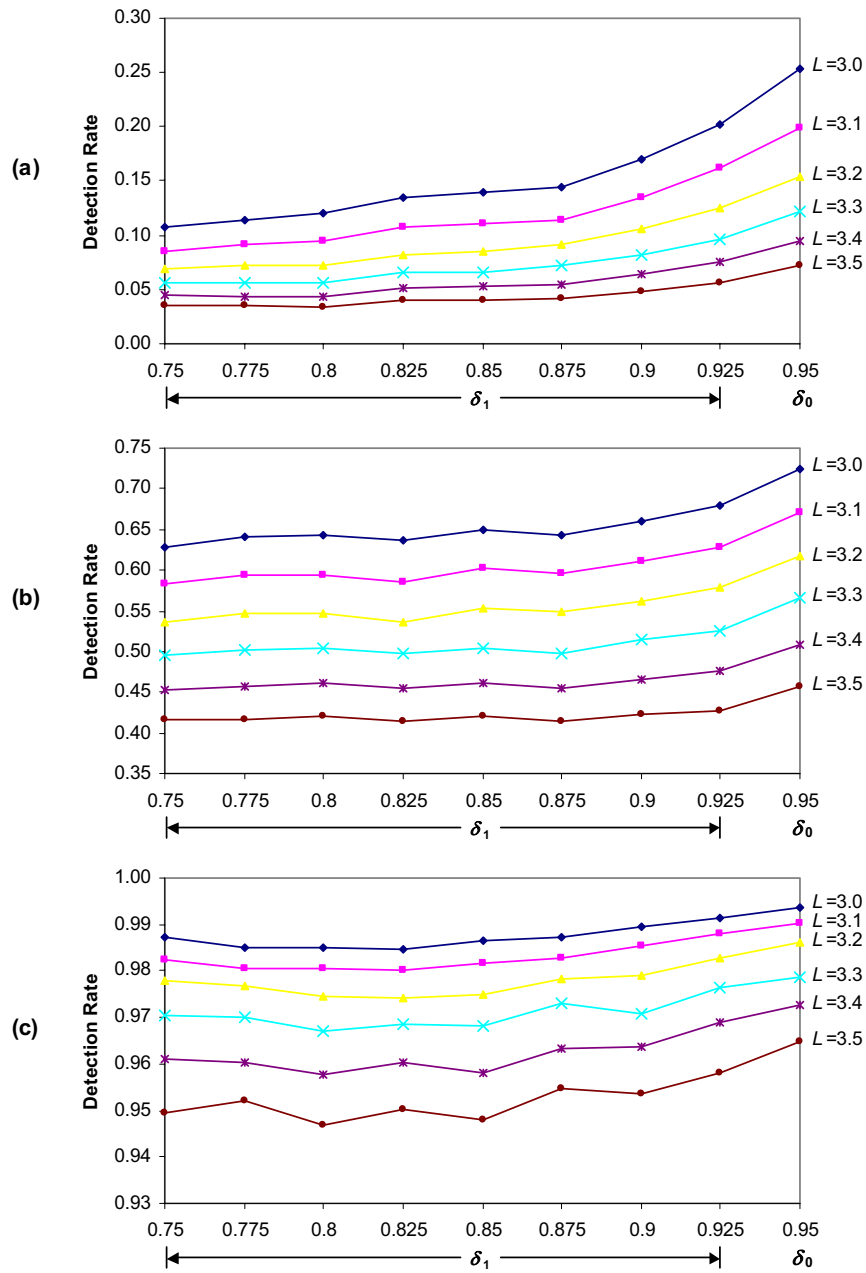 (a)
Detection Rate
0.30
0.25
0.20
0.15
0.10
0.05
0.00
L=3.0
L=3.1
L=3.2
L=3.3
L=3.4
L=3.5
0.75 0.775 0.8 0.825 0.85 0.875 0.9 0.925 0.95
δ1 δ0
(b)
Detection Rate
0.75
0.70
0.65
0.60
0.55
0.50
0.45
0.40
0.35
L=3.0
L=3.1
L=3.2
L=3.3
L=3.4
L=3.5
0.75 0.775 0.8 0.825 0.85 0.875 0.9 0.925 0.95
δ1 δ0
(c)
Detection Rate
1.00
0.99
0.98
0.97
0.96
0.95
0.94
0.93
L=3.0
L=3.1
L=3.2
L=3.3
L=3.4
L=3.5
0.75 0.775 0.8 0.825 0.85 0.875 0.9 0.925 0.95
δ1 δ0